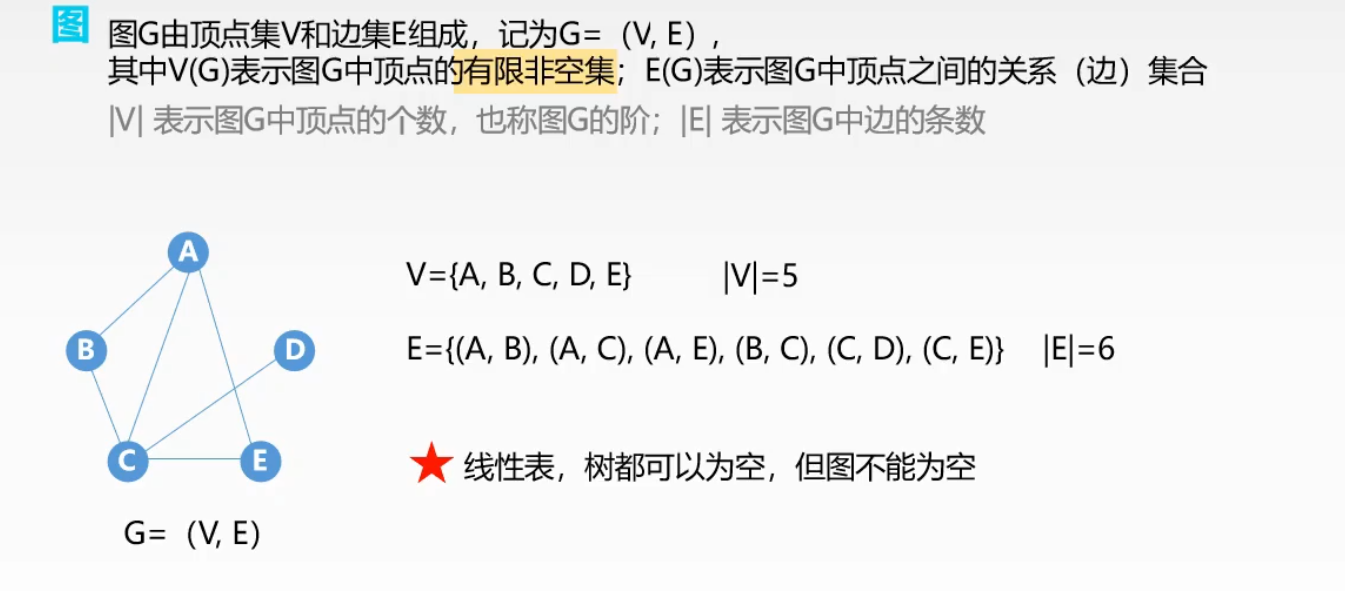 图
图G由顶点集V和边集E组成，记为G=（V, E），
其中V(G)表示图G中顶点的有限非空集；E(G)表示图G中顶点之间的关系（边）集合
|V| 表示图G中顶点的个数，也称图G的阶；|E| 表示图G中边的条数
A
V={A, B, C, D, E} |V|=5
B
D
E={(A, B), (A, C), (A, E), (B, C), (C, D), (C, E)} |E|=6
C
E
★ 线性表，树都可以为空，但图不能为空
G=（V, E）